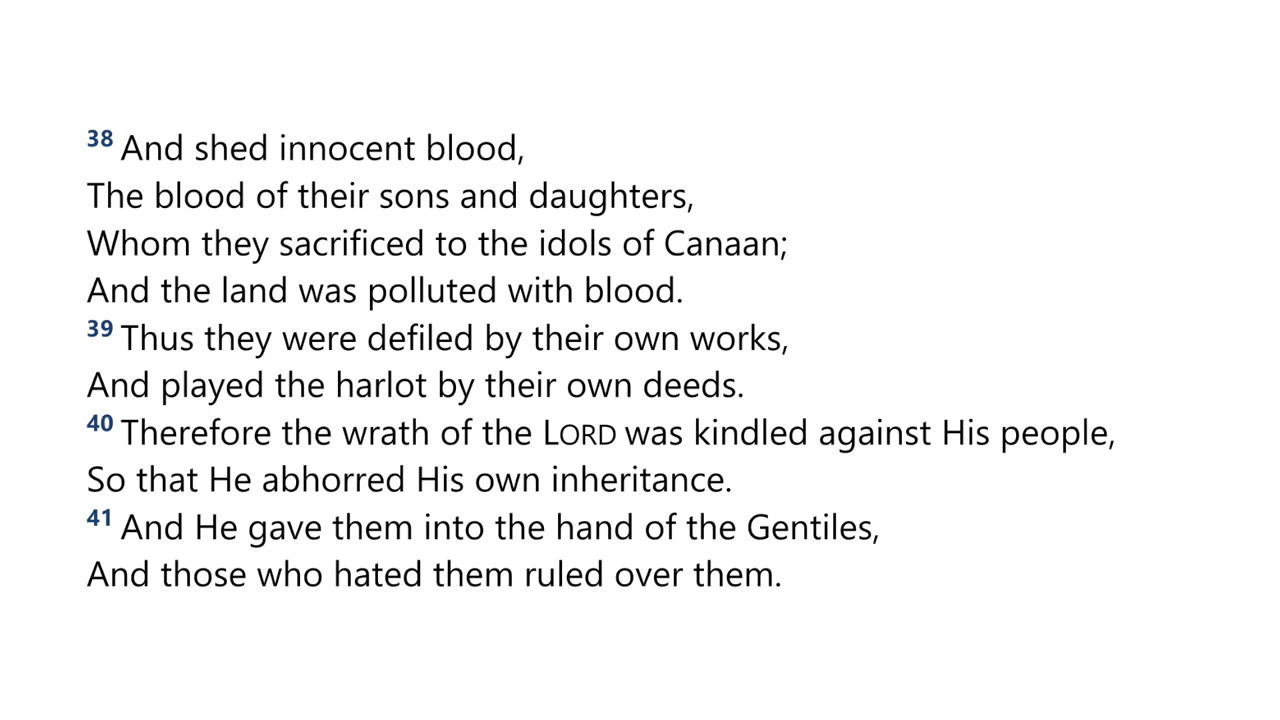 38 And shed innocent blood,
The blood of their sons and daughters,
Whom they sacrificed to the idols of Canaan;
And the land was polluted with blood.
39 Thus they were defiled by their own works,
And played the harlot by their own deeds.
40 Therefore the wrath of the LORD was kindled against His people,
So that He abhorred His own inheritance.
41 And He gave them into the hand of the Gentiles,
And those who hated them ruled over them.